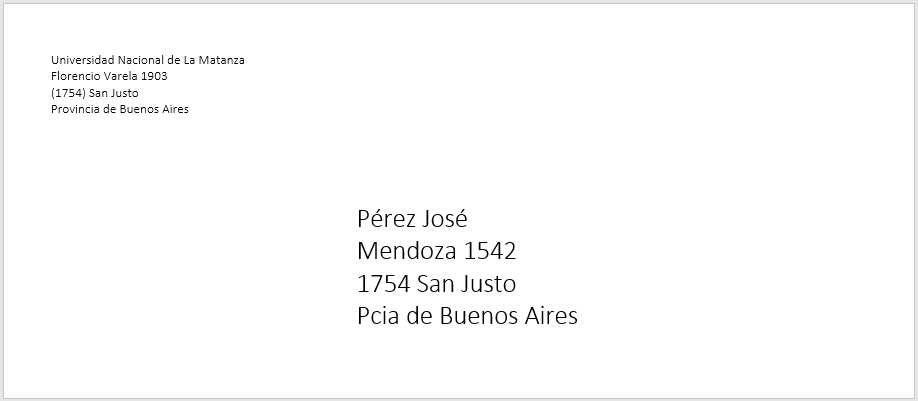 Universidad Nacional de La Matanza
Florencio Varela 1903
(1754) San Justo
Provincia de Buenos Aires
Pérez José
Mendoza 1542
1754 San Justo
Pcia de Buenos Aires